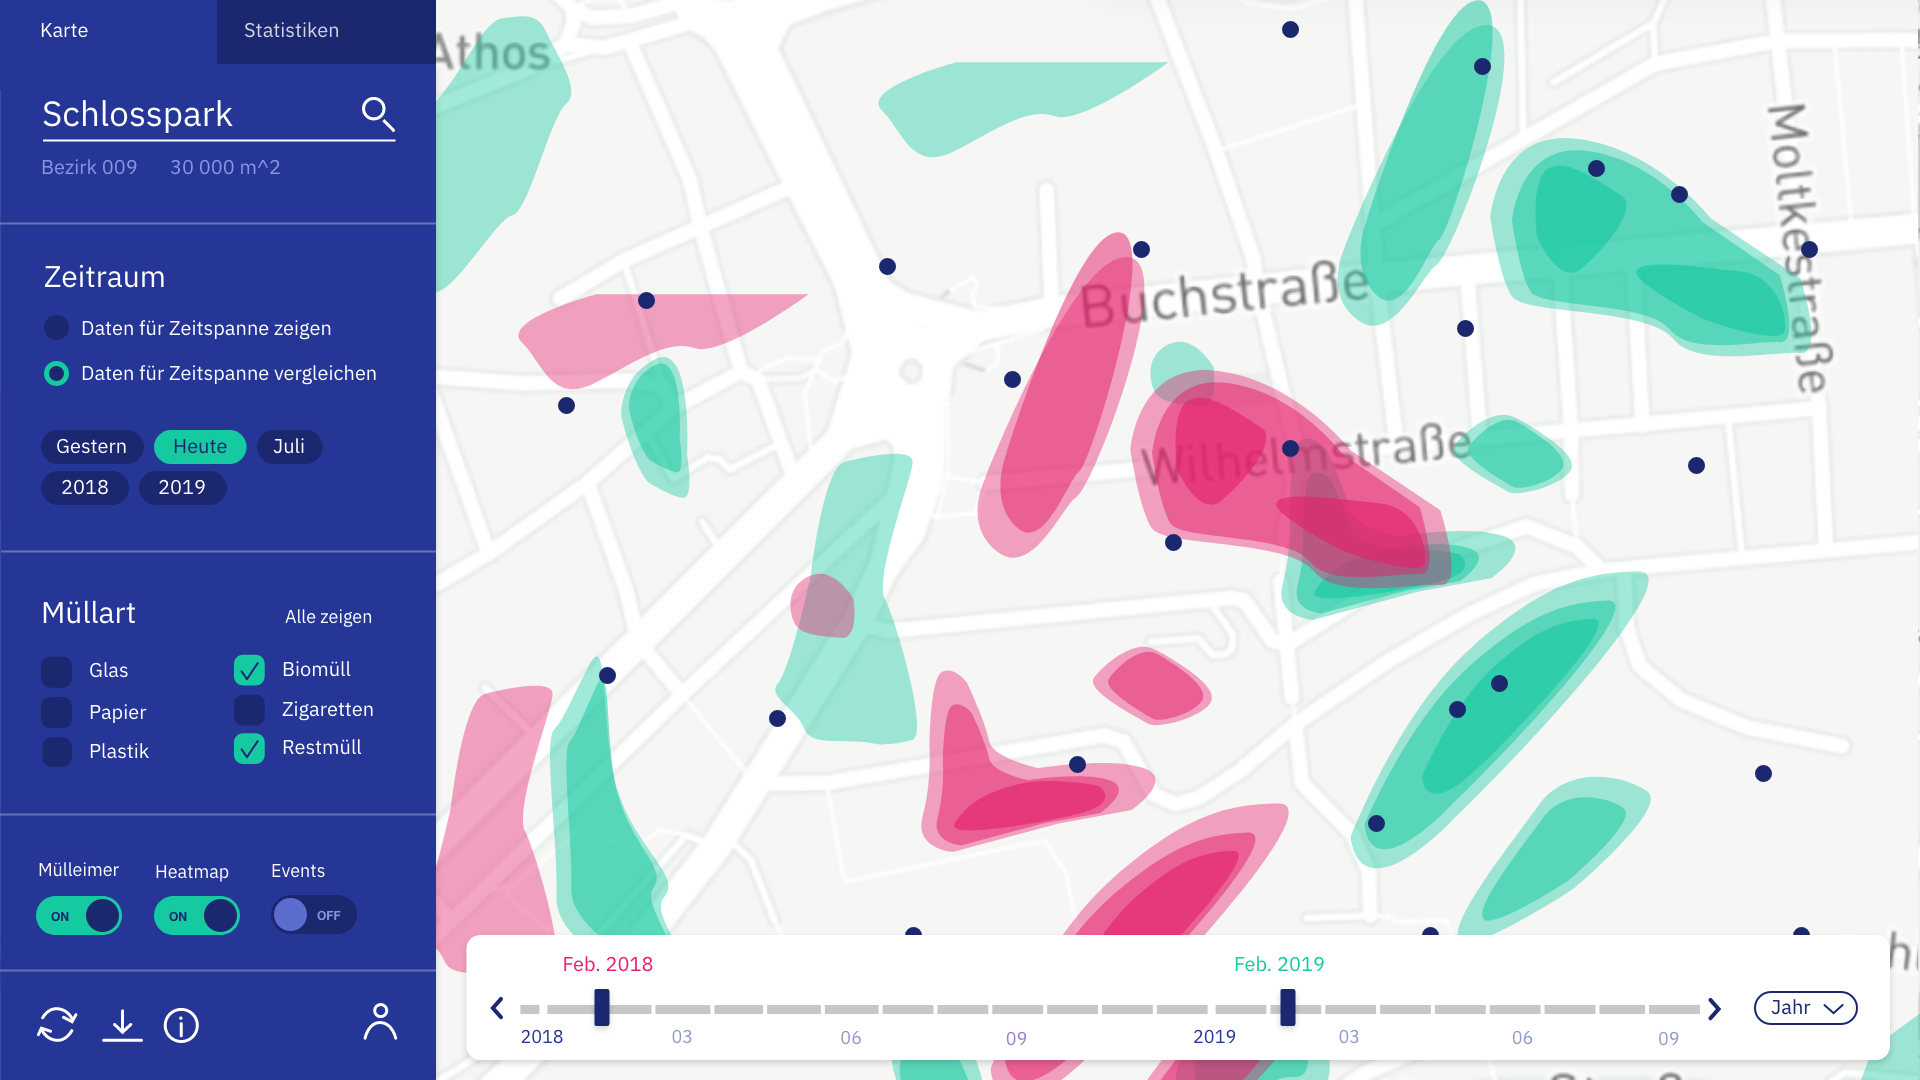 Karte
Statistiken
Schlosspark
Bezirk 009 30 000 m^2
Zeitraum
Daten für Zeitspanne zeigen
Daten für Zeitspanne vergleichen
Gestern Heute Juli
2018 2019
Müllart Alle zeigen
Glas Biomüll
Papier Zigaretten
Plastik Restmüll
Mülleimer Heatmap Events
ON ON OFF
Athos
Buchstraße
Wilhelmstraße
Moltkestraße
Feb. 2018 Feb. 2019
2018 03 06 09 2019 03 06 09
Jahr